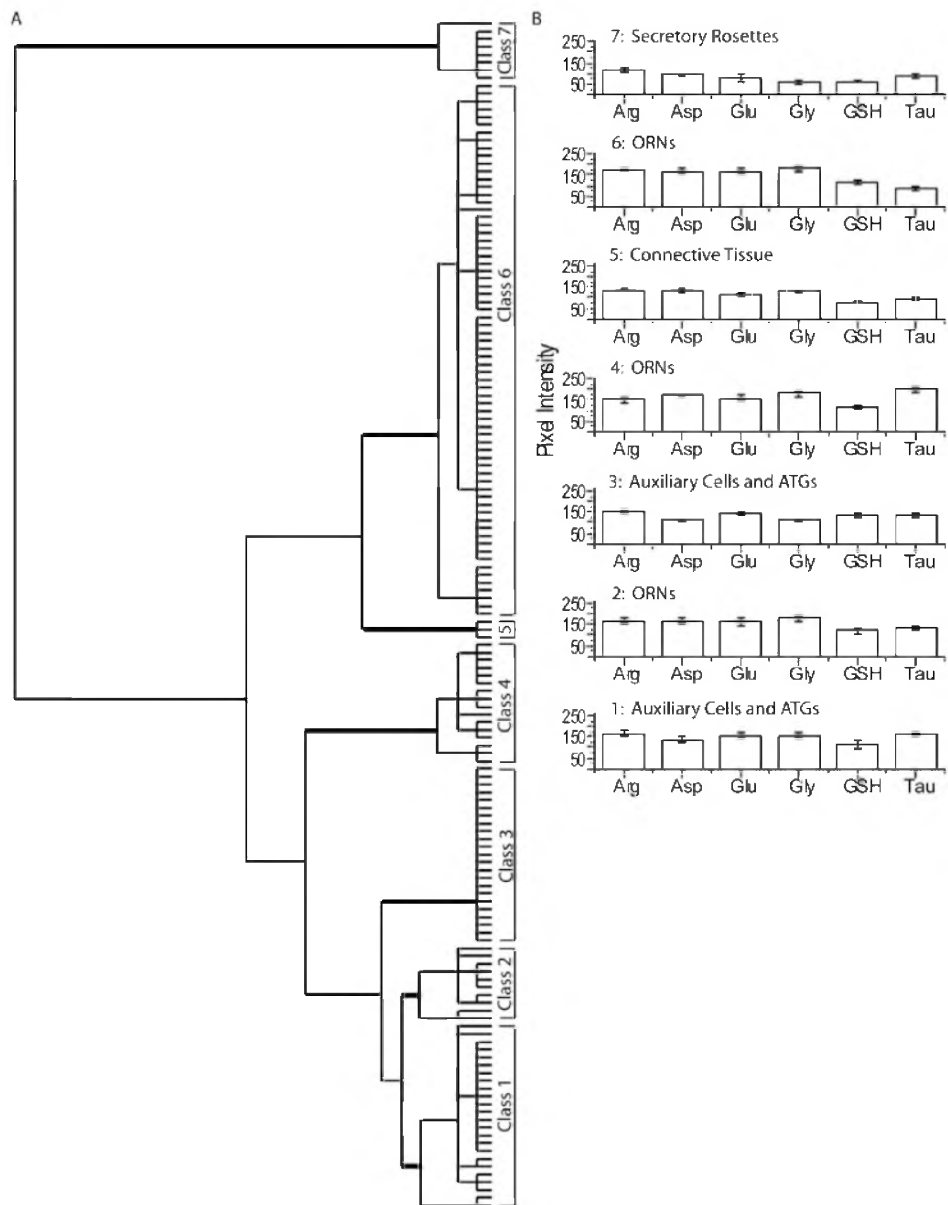 A
Class 7
Class 6
5
Class 4
Class 3
Class 2
Class 1
B
Pixel Intensity
7: Secretory Rosettes
250
150
50
Arg Asp Glu Gly GSH Tau
6: ORNs
250
150
50
Arg Asp Glu Gly GSH Tau
5: Connective Tissue
250
150
50
Arg Asp Glu Gly GSH Tau
4: ORNs
250
150
50
Arg Asp Glu Gly GSH Tau
3: Auxiliary Cells and ATGs
250
150
50
Arg Asp Glu Gly GSH Tau
2: ORNs
250
150
50
Arg Asp Glu Gly GSH Tau
1: Auxiliary Cells and ATGs
250
150
50
Arg Asp Glu Gly GSH Tau